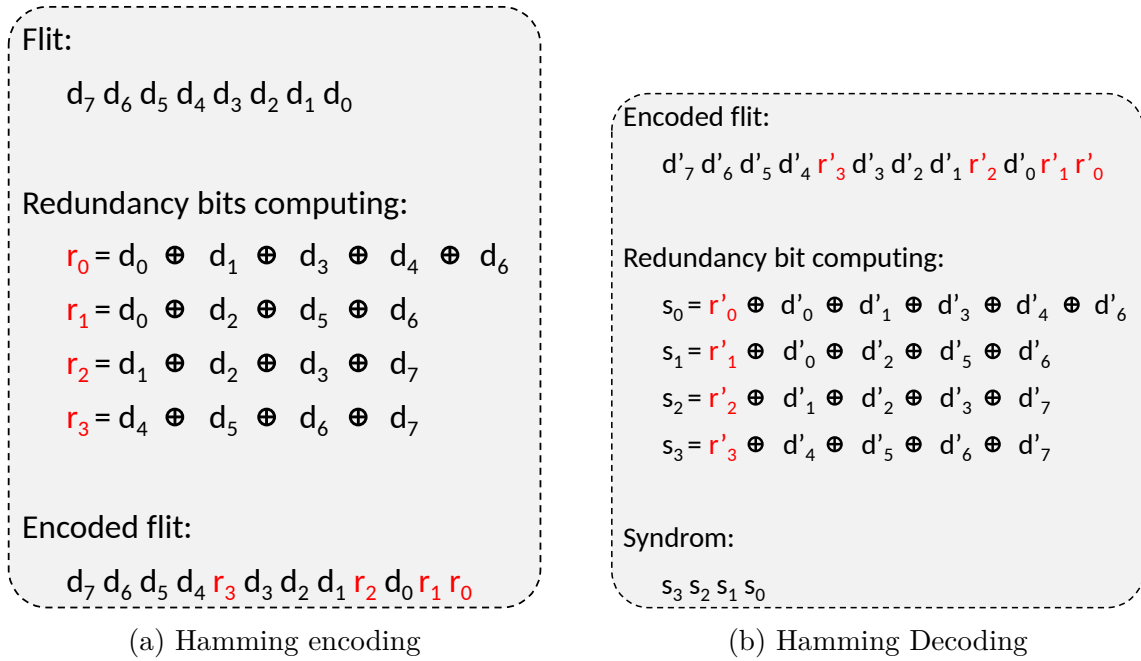 Flit:
d₇ d₆ d₅ d₄ d₃ d₂ d₁ d₀
Redundancy bits computing:
r₀ = d₀ ⊕ d₁ ⊕ d₃ ⊕ d₄ ⊕ d₆
r₁ = d₀ ⊕ d₂ ⊕ d₅ ⊕ d₆
r₂ = d₁ ⊕ d₂ ⊕ d₃ ⊕ d₇
r₃ = d₄ ⊕ d₅ ⊕ d₆ ⊕ d₇
Encoded flit:
d₇ d₆ d₅ d₄ r₃ d₃ d₂ d₁ r₂ d₀ r₁ r₀
(a) Hamming encoding
Encoded flit:
d’₇ d’₆ d’₅ d’₄ r’₃ d’₃ d’₂ d’₁ r’₂ d’₀ r’₁ r’₀
Redundancy bit computing:
s₀ = r’₀ ⊕ d’₀ ⊕ d’₁ ⊕ d’₃ ⊕ d’₄ ⊕ d’₆
s₁ = r’₁ ⊕ d’₀ ⊕ d’₂ ⊕ d’₅ ⊕ d’₆
s₂ = r’₂ ⊕ d’₁ ⊕ d’₂ ⊕ d’₃ ⊕ d’₇
s₃ = r’₃ ⊕ d’₄ ⊕ d’₅ ⊕ d’₆ ⊕ d’₇
Syndrom:
s₃ s₂ s₁ s₀
(b) Hamming Decoding